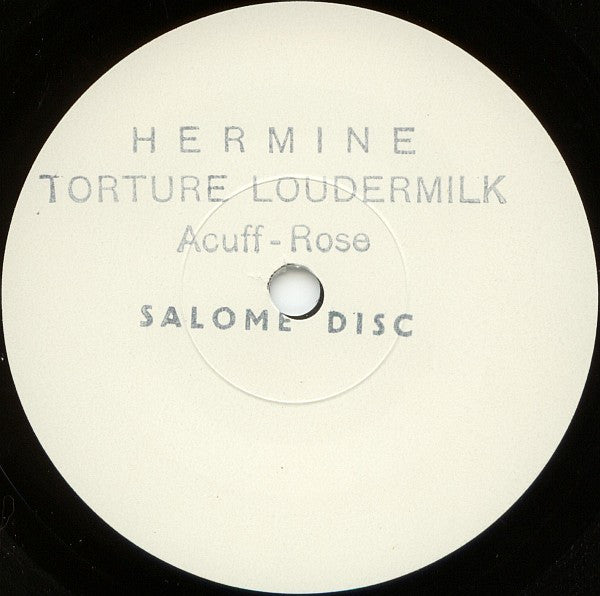 HERMINE
TORTURE LOUDERMILK
Acuff-Rose
SALOME DISC